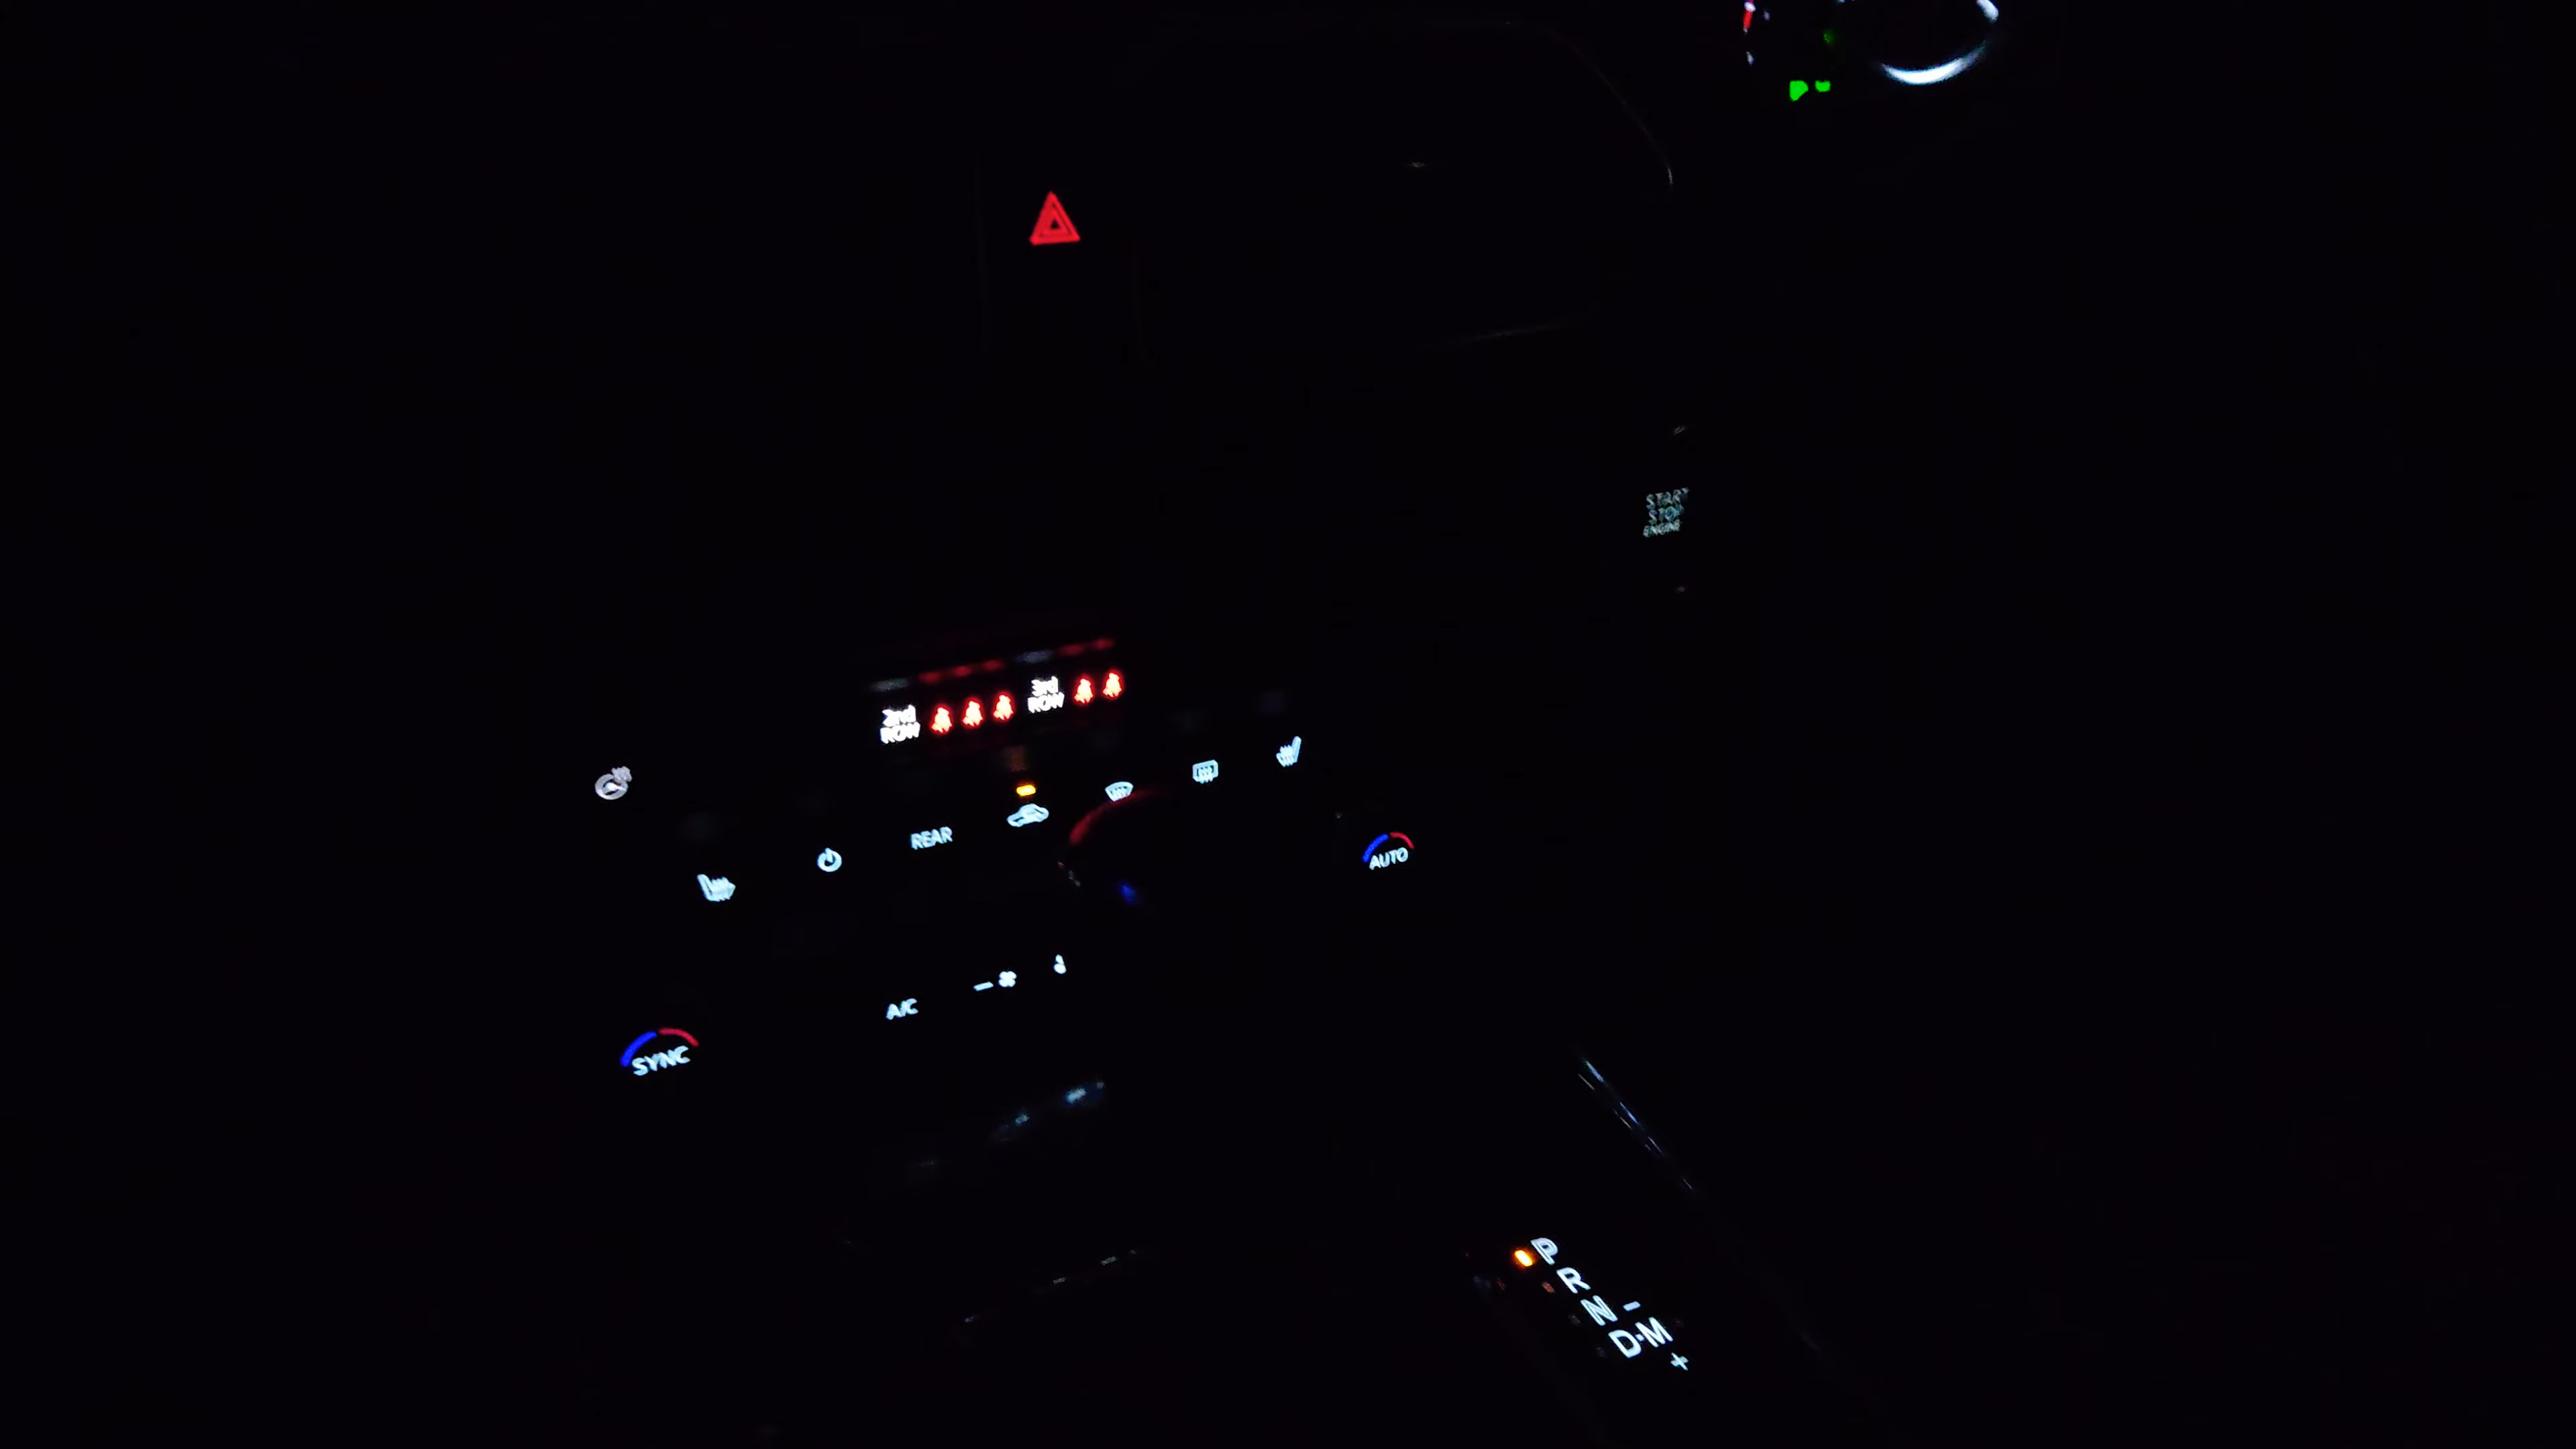 START
STOP
ENGINE
2nd
ROW
3rd
ROW
REAR
AUTO
A/C
SYNC
P
R
N -
D·M
+